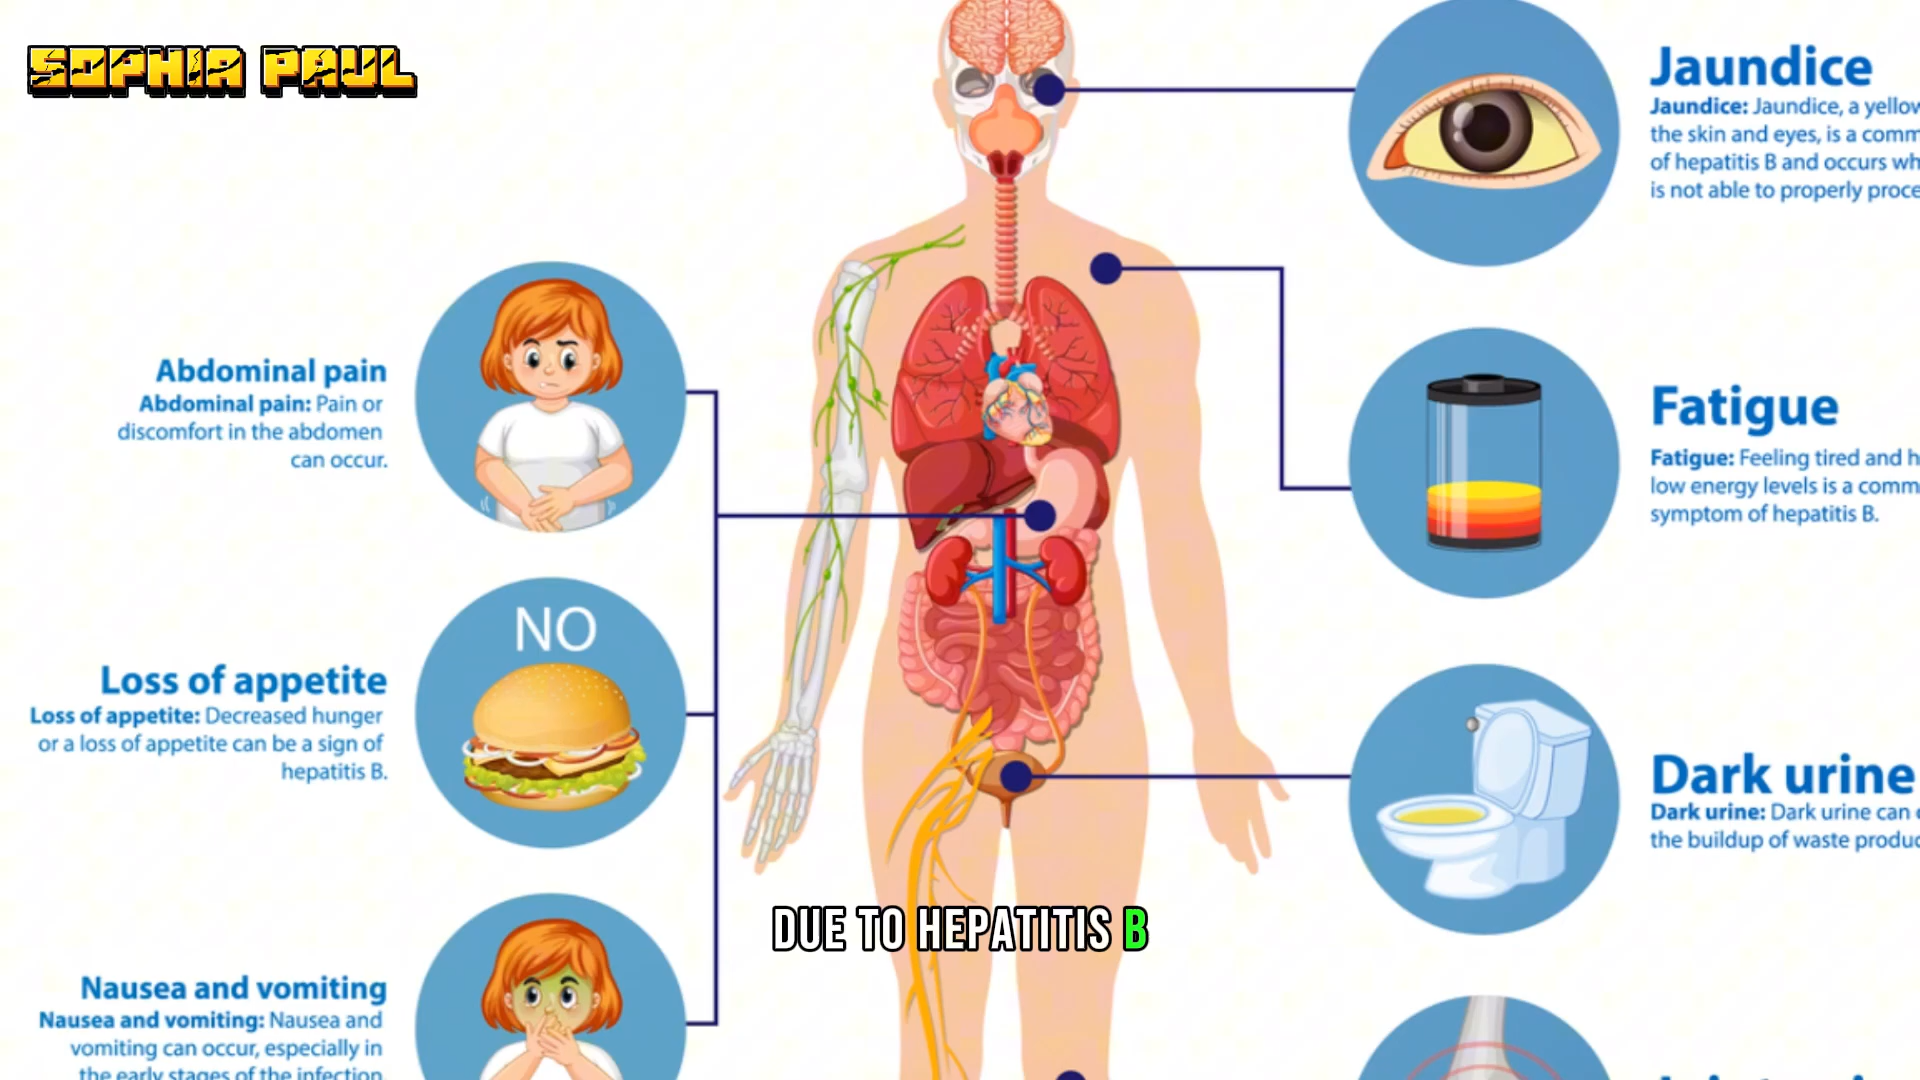 SOPHIA PAUL
Jaundice
Jaundice: Jaundice, a yellow
the skin and eyes, is a comm
of hepatitis B and occurs wh
is not able to properly proce
Abdominal pain
Abdominal pain: Pain or
discomfort in the abdomen
can occur.
Fatigue
Fatigue: Feeling tired and h
low energy levels is a comm
symptom of hepatitis B.
NO
Loss of appetite
Loss of appetite: Decreased hunger
or a loss of appetite can be a sign of
hepatitis B.
Dark urine
Dark urine: Dark urine can
the buildup of waste produc
DUE TO HEPATITIS B
Nausea and vomiting
Nausea and vomiting: Nausea and
vomiting can occur, especially in
the early stages of the infection.